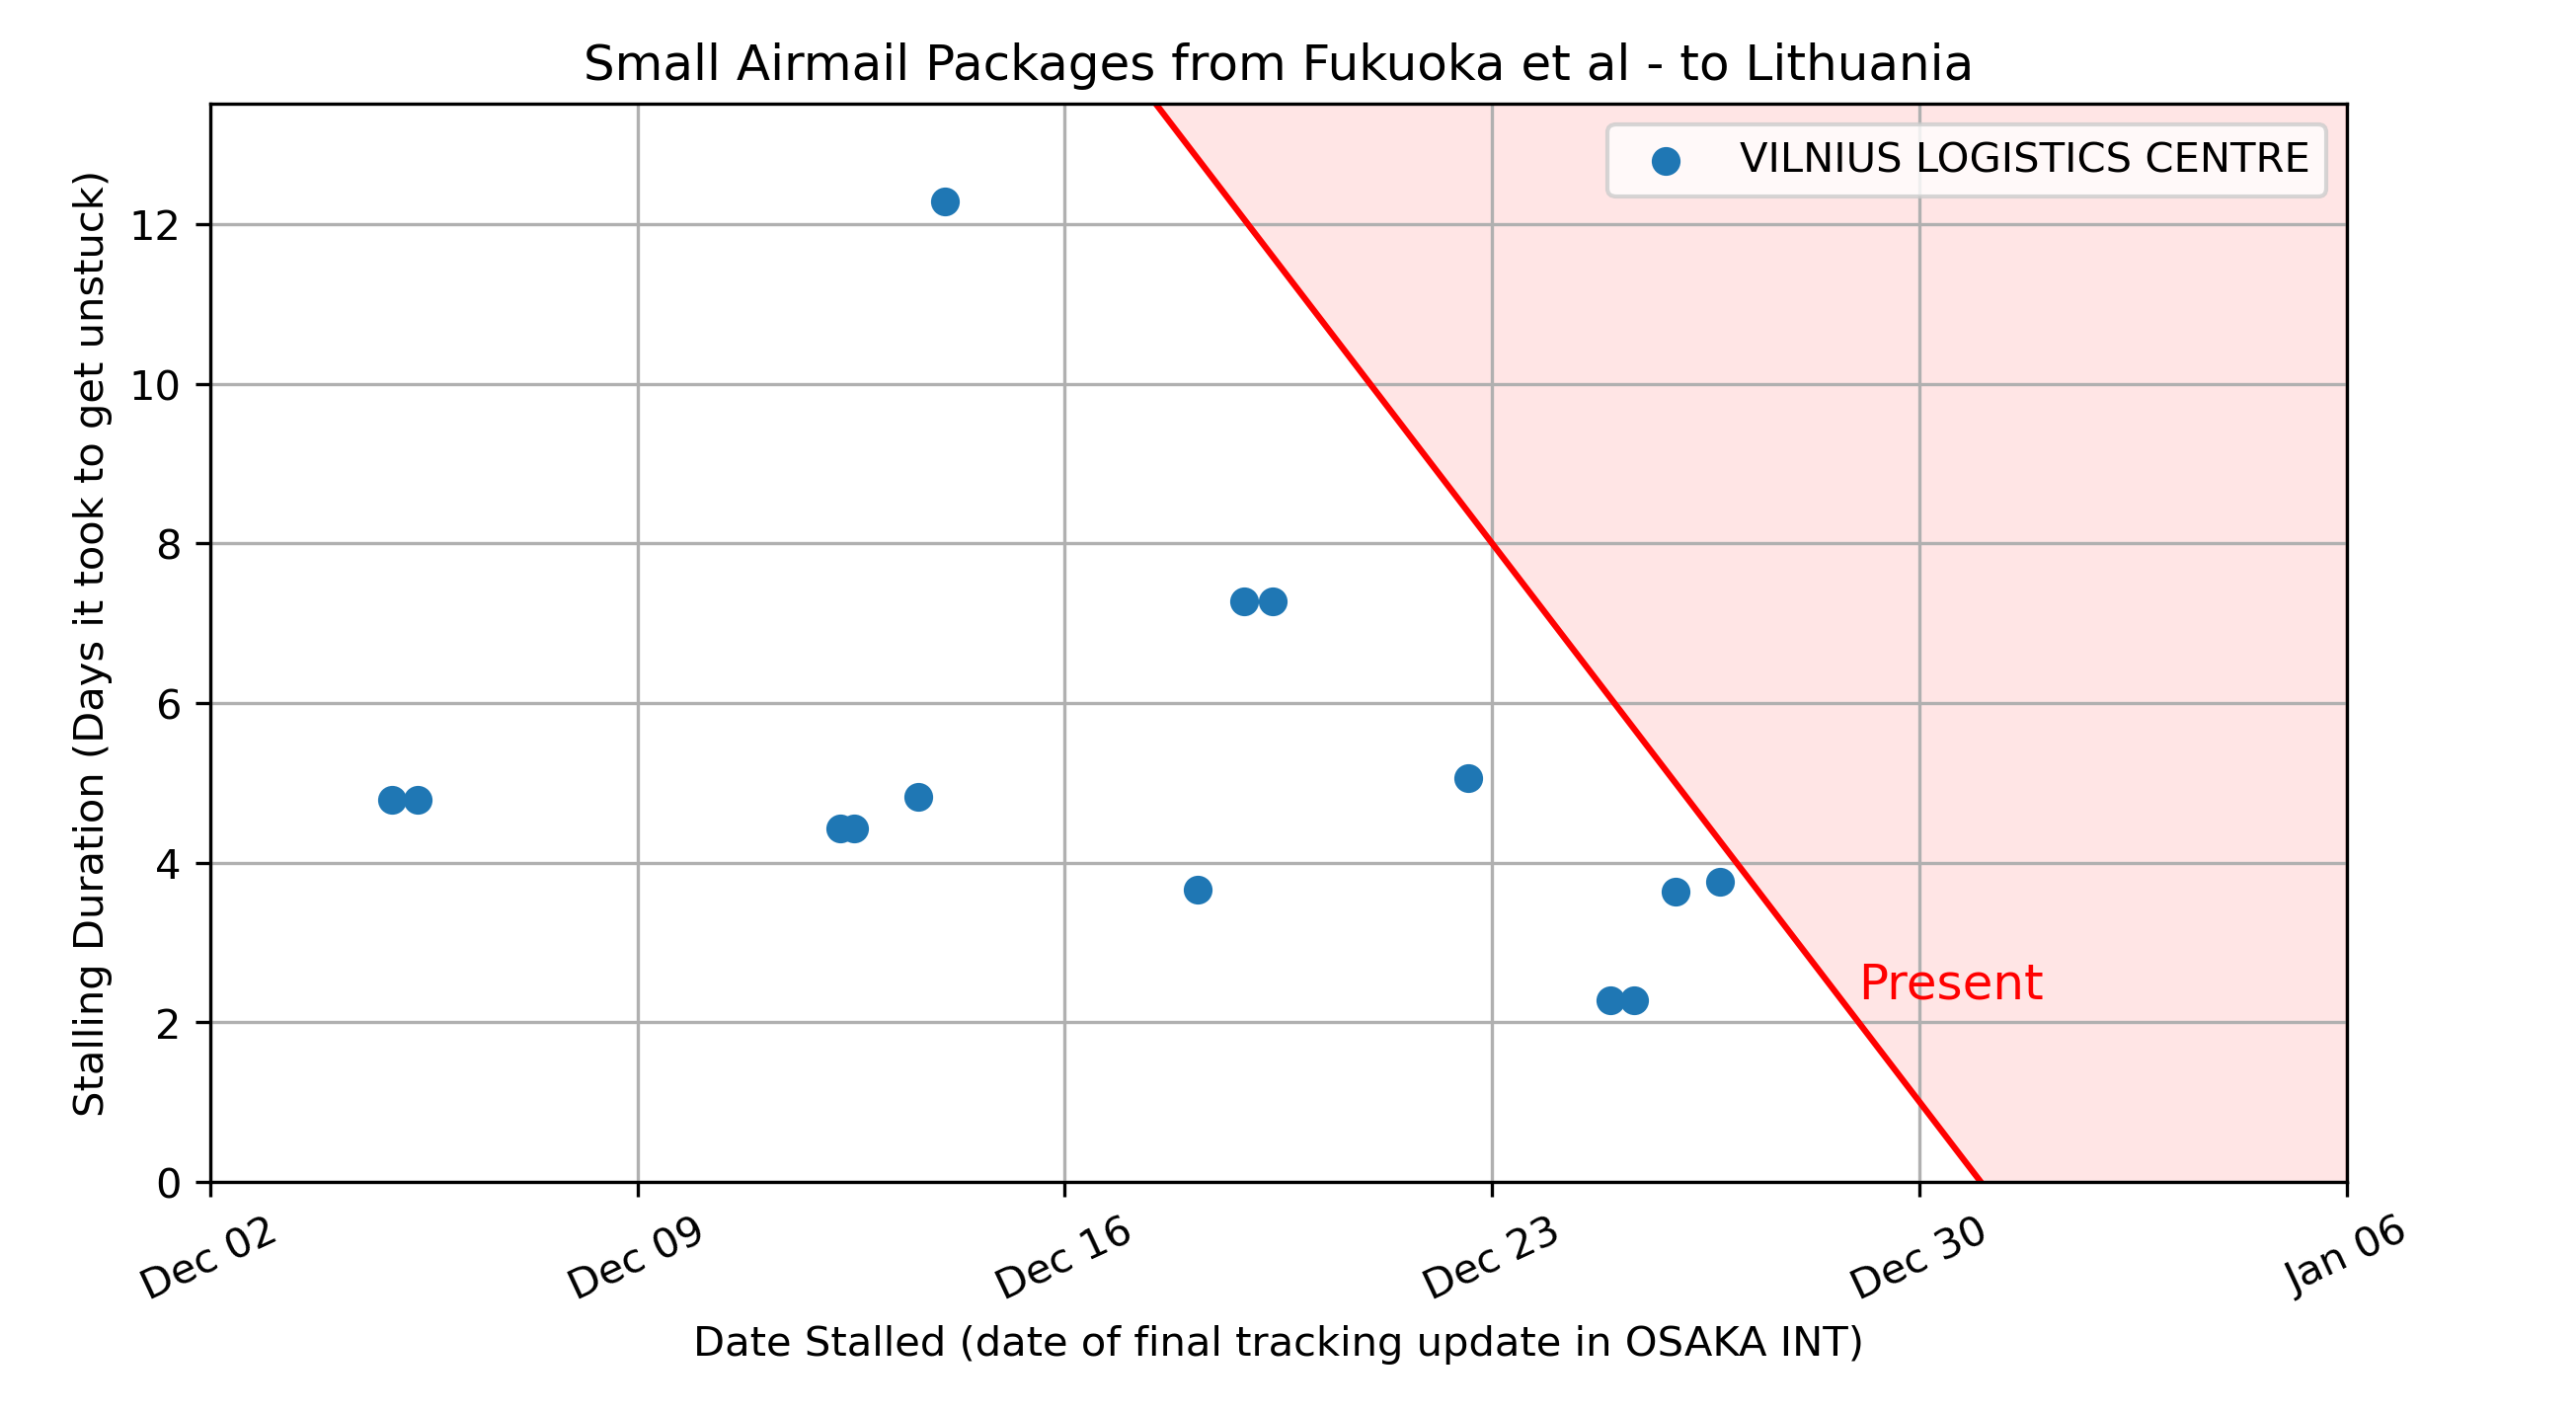 Small Airmail Packages from Fukuoka et al - to Lithuania
VILNIUS LOGISTICS CENTRE
Stalling Duration (Days it took to get unstuck)
12
10
8
6
4
2
0
Present
Dec 02
Dec 09
Dec 16
Dec 23
Dec 30
Jan 06
Date Stalled (date of final tracking update in OSAKA INT)